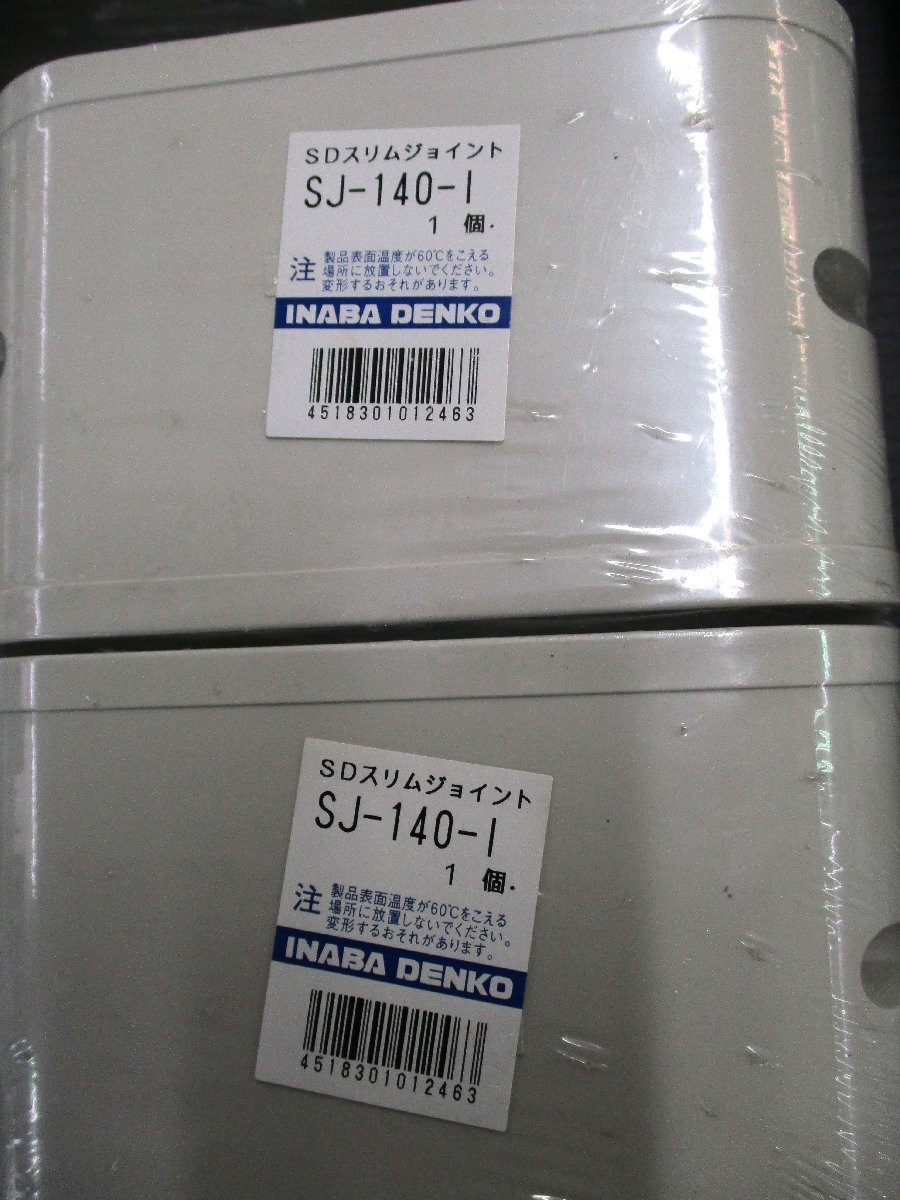 SDスリムジョイント
SJ-140-I
1 個.
注 製品表面温度が60℃をこえる
場所に放置しないでください。
変形するおそれがあります。
INABA DENKO
4518301012463
SDスリムジョイント
SJ-140-I
1 個.
注 製品表面温度が60℃をこえる
場所に放置しないでください。
変形するおそれがあります。
INABA DENKO
4518301012463